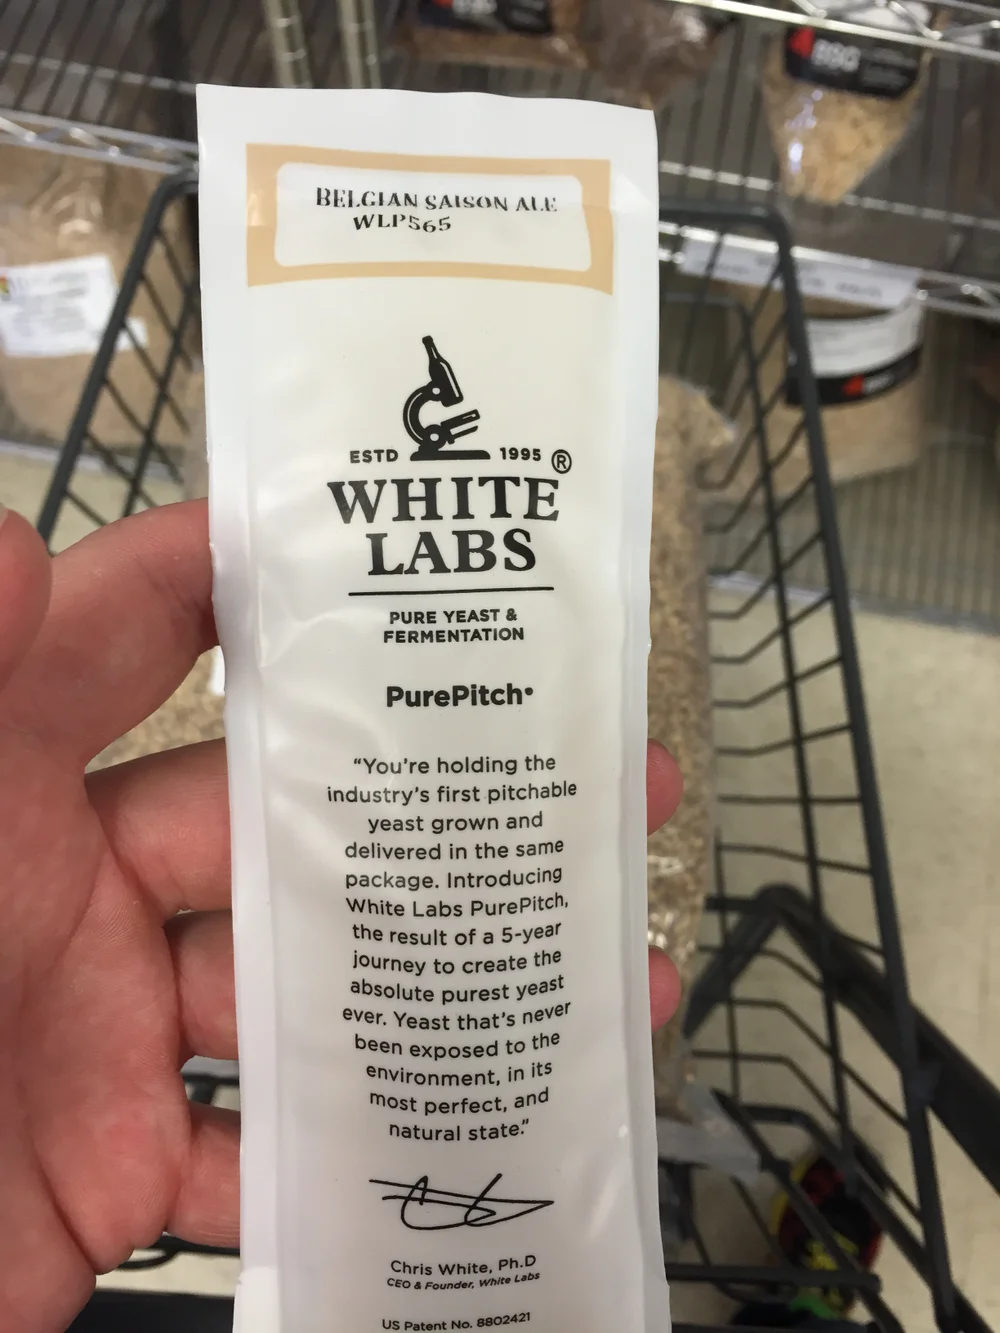 BELGIAN SAISON ALE
WLP565
ESTD 1995 ®
WHITE
LABS
PURE YEAST &
FERMENTATION
PurePitch®
“You’re holding the
industry’s first pitchable
yeast grown and
delivered in the same
package. Introducing
White Labs PurePitch,
the result of a 5-year
journey to create the
absolute purest yeast
ever. Yeast that’s never
been exposed to the
environment, in its
most perfect, and
natural state.”
Chris White, Ph.D
CEO & Founder, White Labs
US Patent No. 8802421